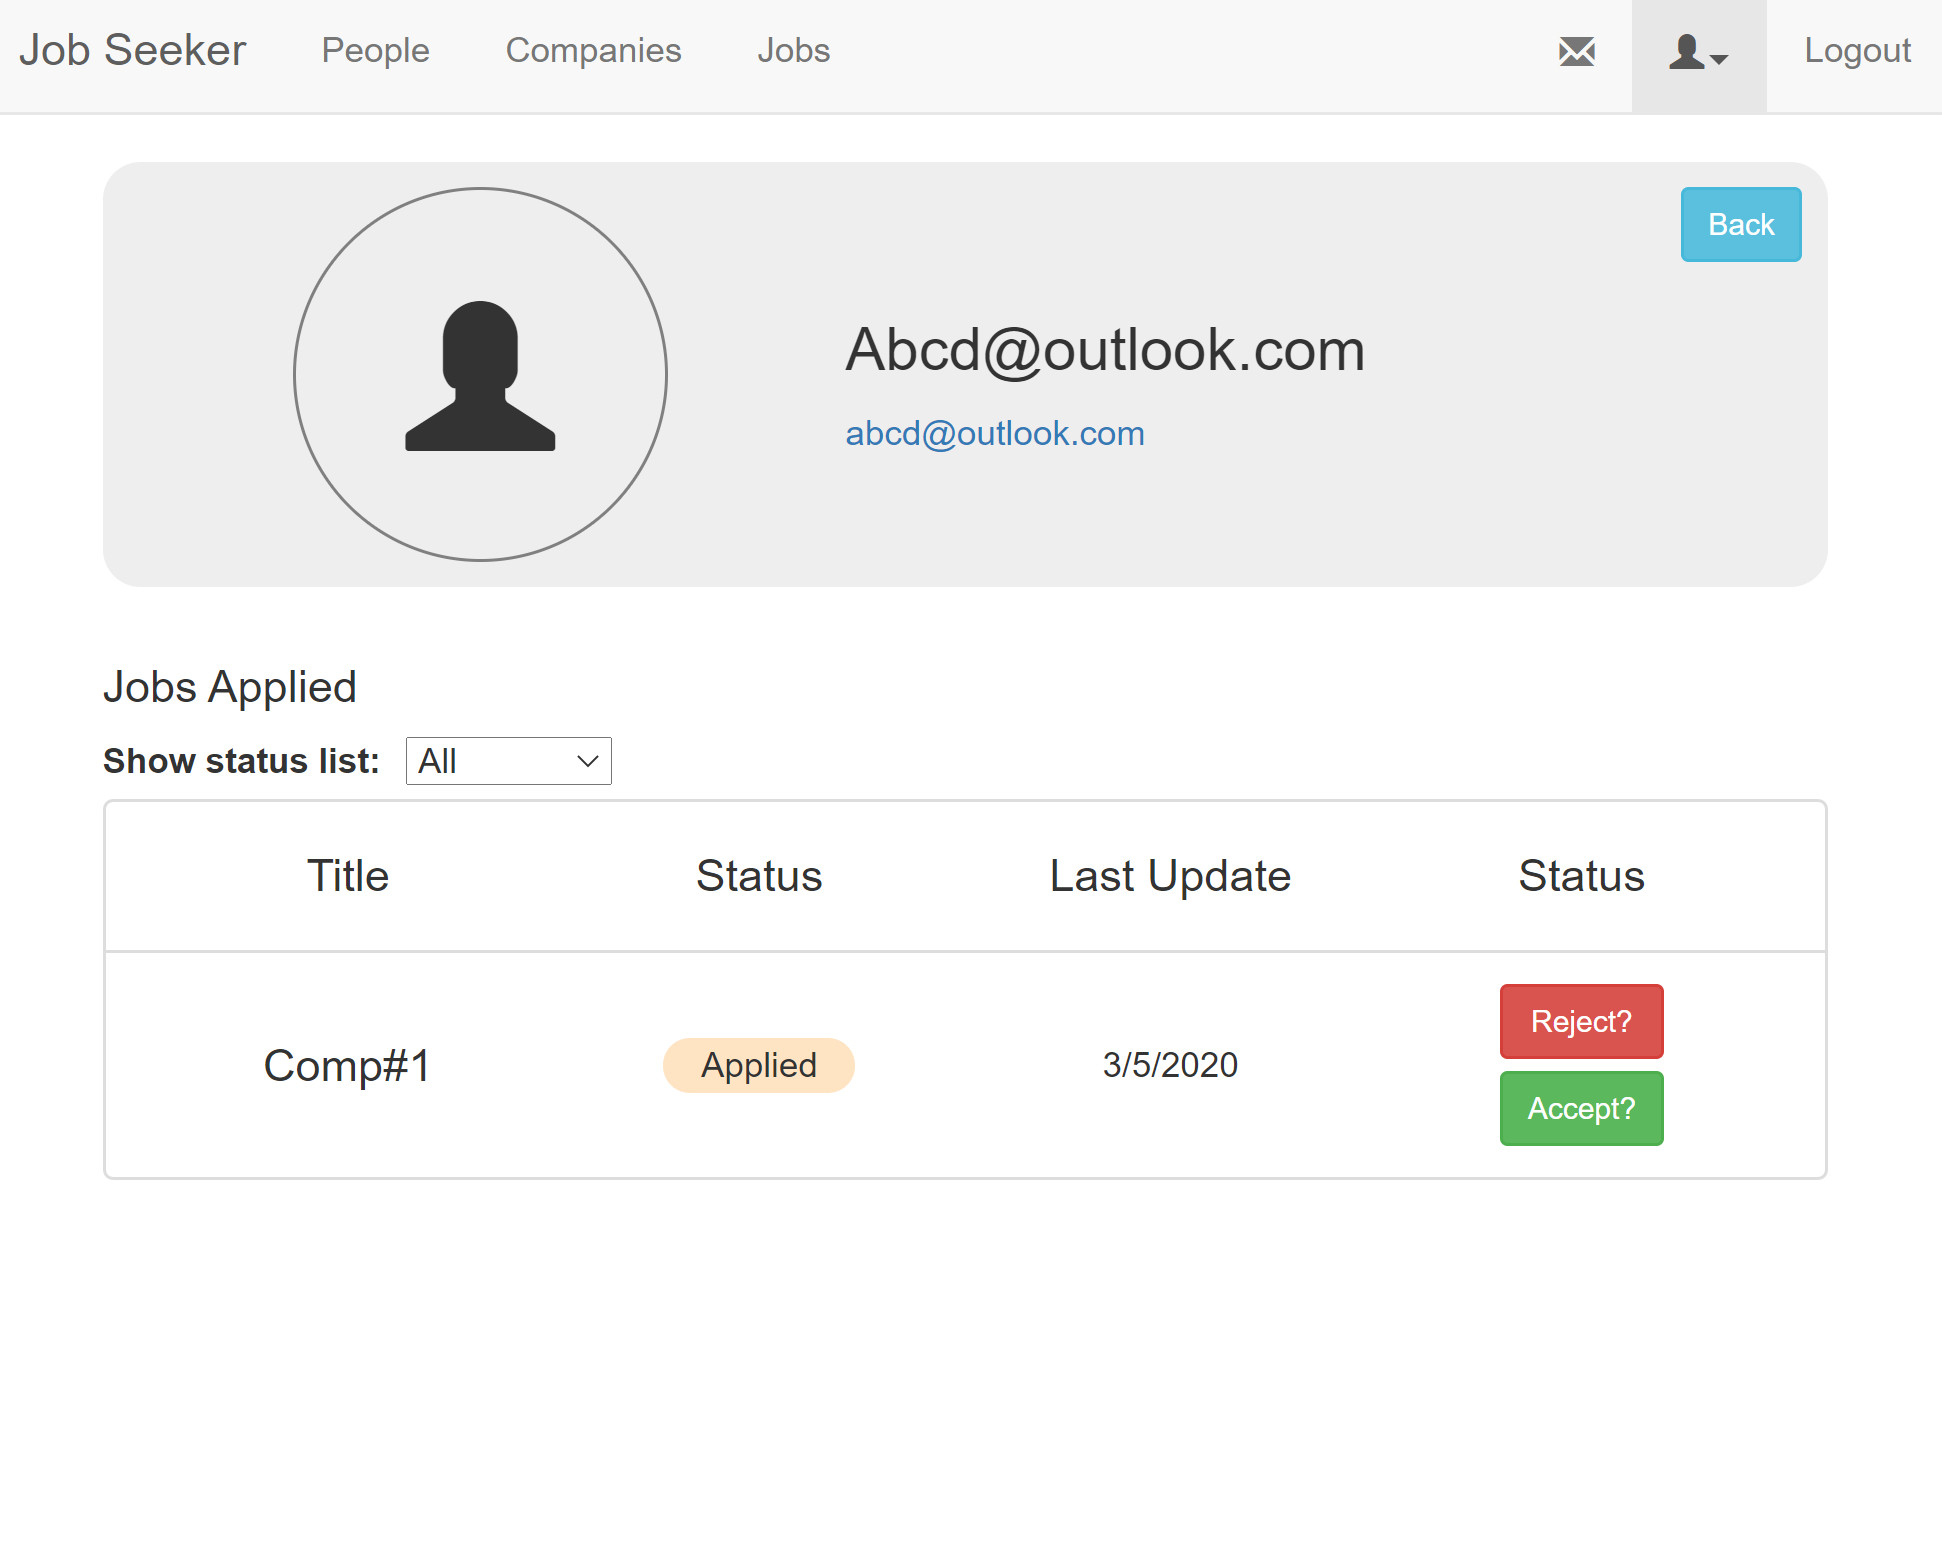 Job Seeker People Companies Jobs Logout
Back
Abcd@outlook.com
abcd@outlook.com
Jobs Applied
Show status list: All
Title Status Last Update Status
Reject?
Comp#1 Applied 3/5/2020
Accept?